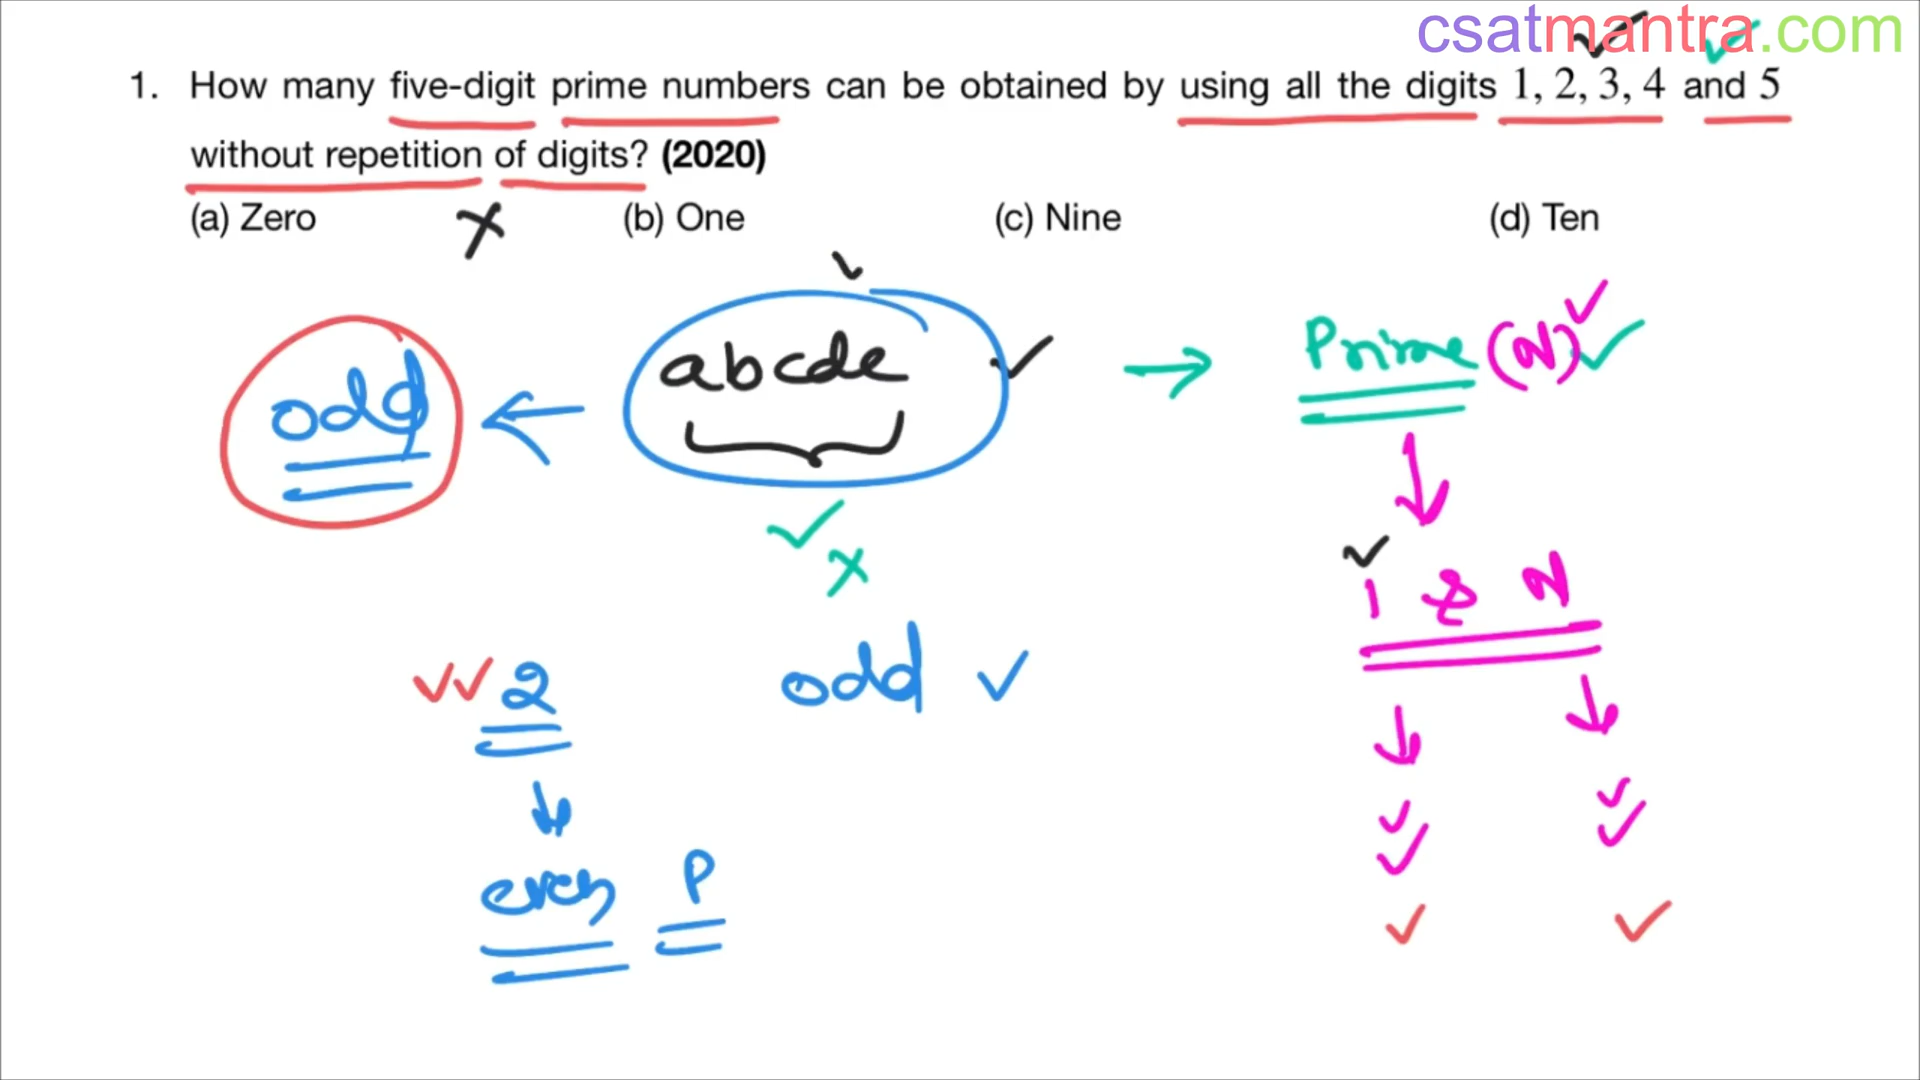 csatmantra.com
1. How many five-digit prime numbers can be obtained by using all the digits 1, 2, 3, 4 and 5
without repetition of digits? (2020)
(a) Zero (b) One (c) Nine (d) Ten
odd ← abcde → Prime (N)
1 & N
2 odd
even P